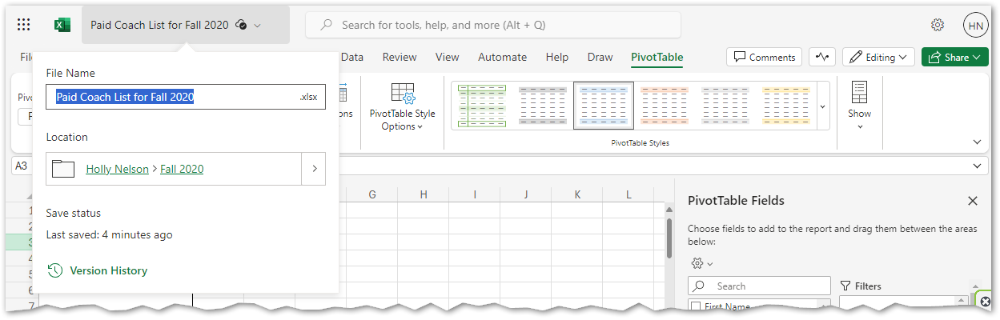 Paid Coach List for Fall 2020
Search for tools, help, and more (Alt + Q)
HN
Data Review View Automate Help Draw PivotTable
Comments
Editing
Share
File Name
Paid Coach List for Fall 2020 .xlsx
Location
Holly Nelson > Fall 2020
Save status
Last saved: 4 minutes ago
Version History
PivotTable Style
Options
PivotTable Styles
Show
A3
G H I J K L
1
2
3
4
5
6
7
PivotTable Fields
Choose fields to add to the report and drag them between the areas
below:
Search
Filters
First Name